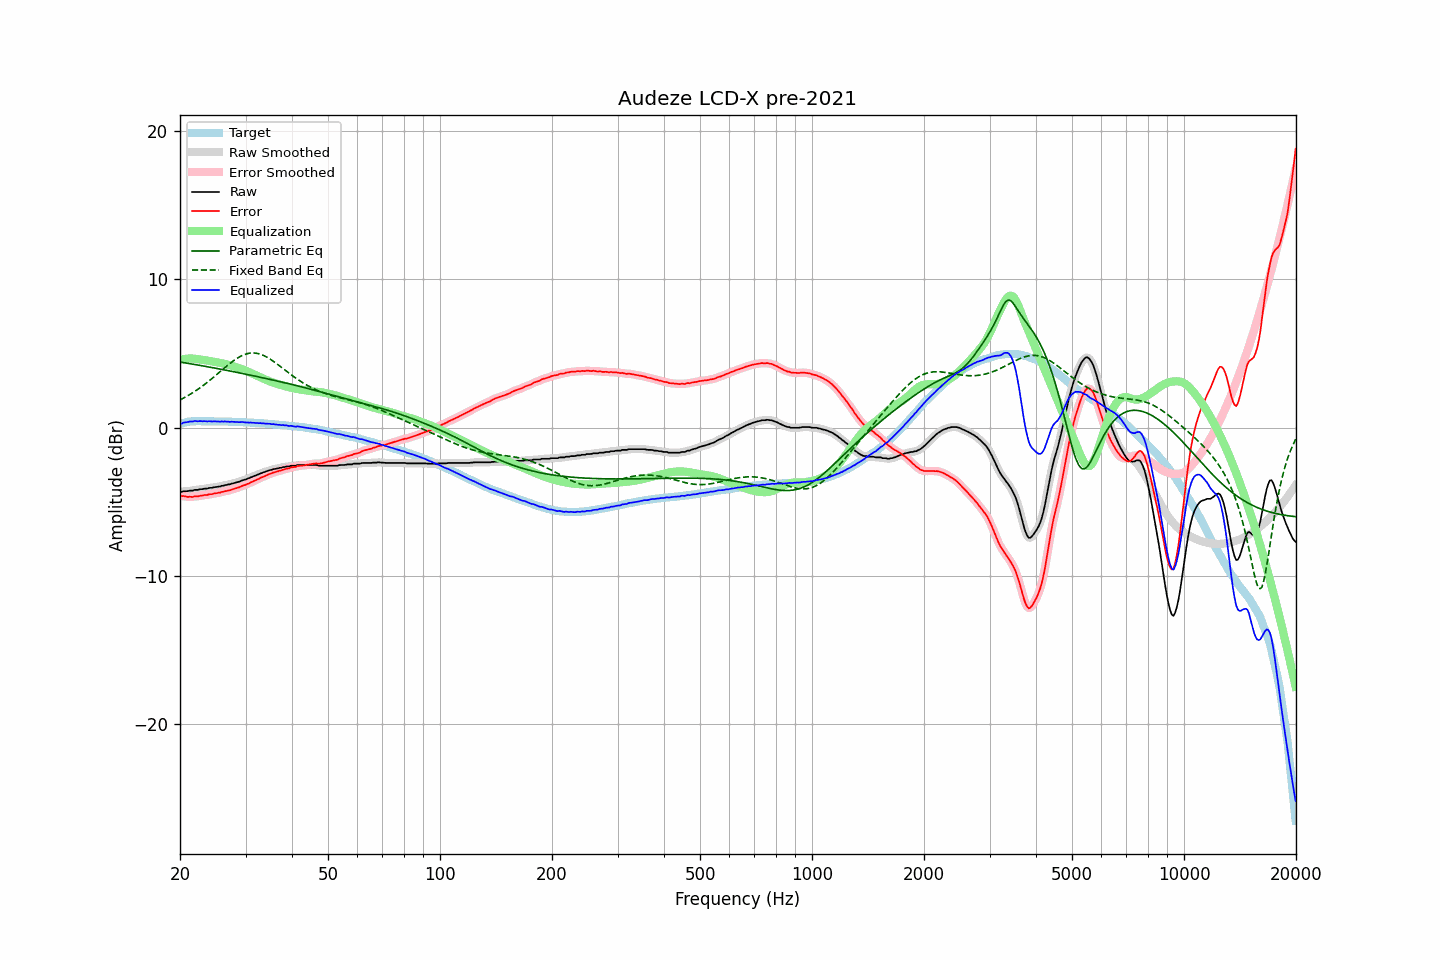 Audeze LCD-X pre-2021
Target
Raw Smoothed
Error Smoothed
Raw
Error
Equalization
Parametric Eq
Fixed Band Eq
Equalized
20
10
0
−10
−20
Amplitude (dBr)
20
50
100
200
500
1000
2000
5000
10000
20000
Frequency (Hz)